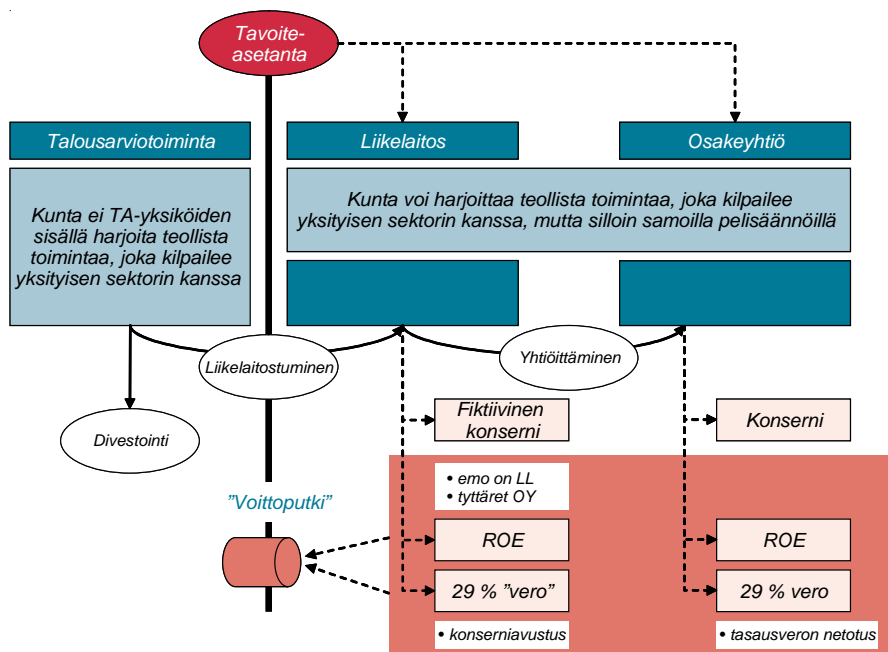 Tavoite-
asetanta
Talousarviotoiminta
Liikelaitos
Osakeyhtiö
Kunta ei TA-yksiköiden
sisällä harjoita teollista
toimintaa, joka kilpailee
yksityisen sektorin kanssa
Kunta voi harjoittaa teollista toimintaa, joka kilpailee
yksityisen sektorin kanssa, mutta silloin samoilla pelisäännöillä
Liikelaitostuminen
Yhtiöittäminen
Divestointi
Fiktiivinen
konserni
Konserni
• emo on LL
• tyttäret OY
”Voittoputki”
ROE
ROE
29 % ”vero”
29 % vero
• konserniavustus
• tasausveron netotus